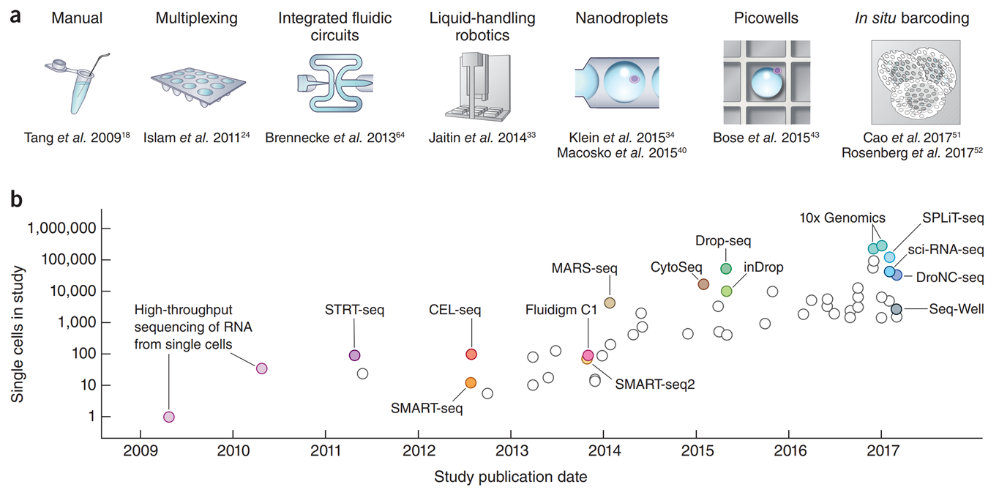 a
Manual
Multiplexing
Integrated fluidic
circuits
Liquid-handling
robotics
Nanodroplets
Picowells
In situ barcoding
Tang et al. 2009¹⁸
Islam et al. 2011²⁴
Brennecke et al. 2013⁶⁴
Jaitin et al. 2014³³
Klein et al. 2015³⁴
Macosko et al. 2015⁴⁰
Bose et al. 2015⁴³
Cao et al. 2017⁵¹
Rosenberg et al. 2017⁵²
b
Single cells in study
1,000,000
100,000
10,000
1,000
100
10
1
High-throughput
sequencing of RNA
from single cells
STRT-seq
CEL-seq
SMART-seq
Fluidigm C1
SMART-seq2
MARS-seq
CytoSeq
Drop-seq
inDrop
10x Genomics
SPLiT-seq
sci-RNA-seq
DroNC-seq
Seq-Well
2009
2010
2011
2012
2013
2014
2015
2016
2017
Study publication date